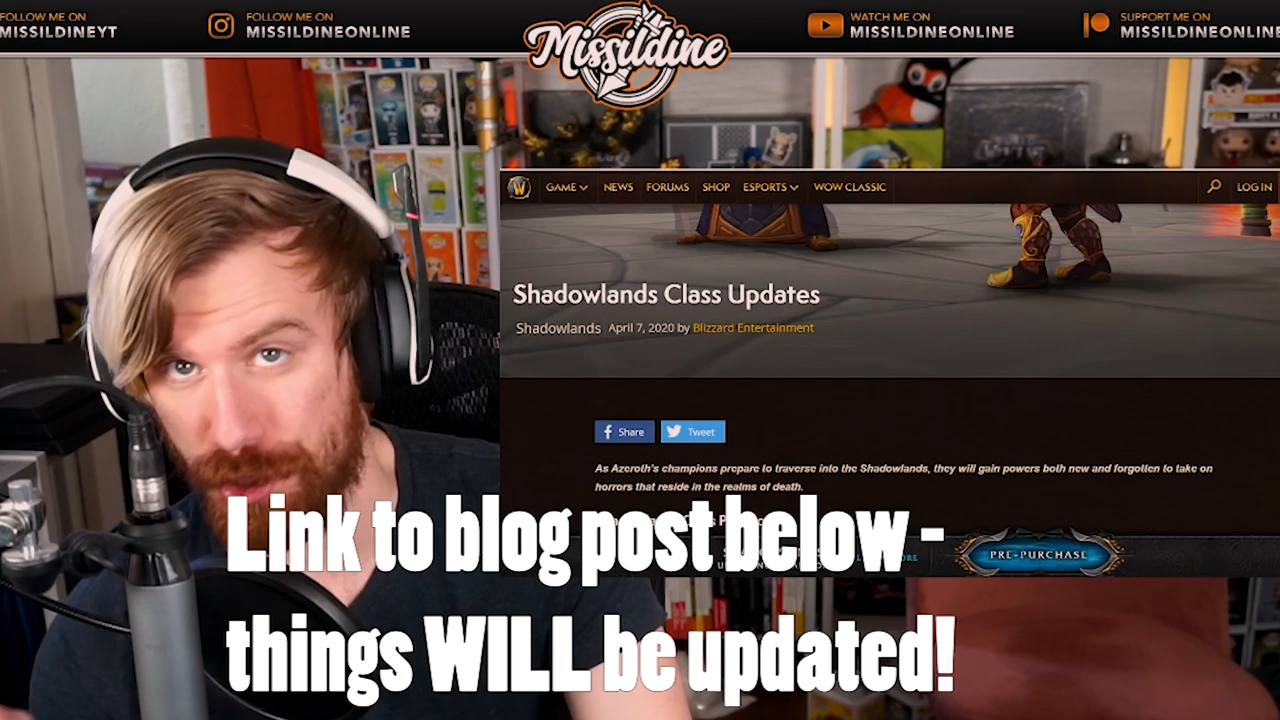 FOLLOW ME ON
MISSILDINEYT
FOLLOW ME ON
MISSILDINEONLINE
Missildine
WATCH ME ON
MISSILDINEONLINE
SUPPORT ME ON
MISSILDINEONLINE
GAME NEWS FORUMS SHOP ESPORTS WOW CLASSIC LOG IN
Shadowlands Class Updates
Shadowlands April 7, 2020 by Blizzard Entertainment
Share Tweet
As Azeroth's champions prepare to traverse into the Shadowlands, they will gain powers both new and forgotten to take on
horrors that reside in the realms of death.
PRE-PURCHASE
Link to blog post below -
things WILL be updated!